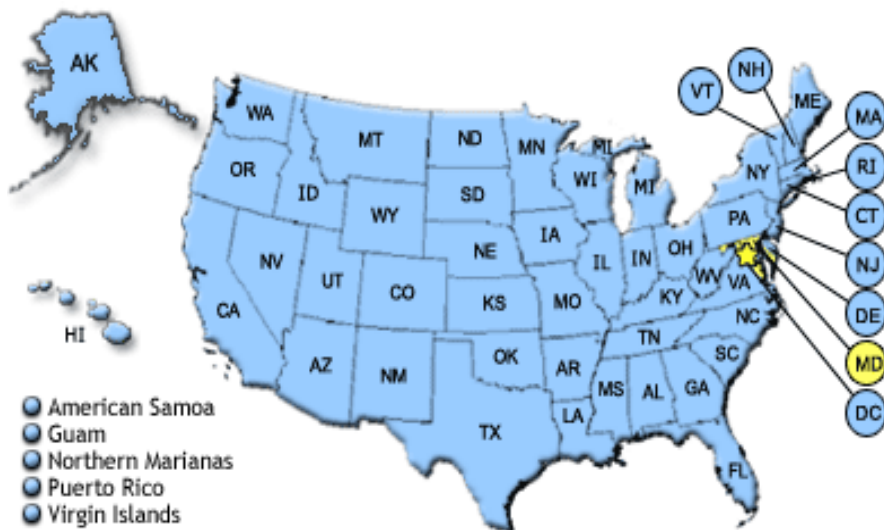 AK
NH
VT
ME
WA
MA
MT
ND
MN
MI
OR
RI
WI
NY
MI
ID
SD
WY
CT
PA
IA
NE
OH
NV
IL
IN
NJ
UT
WV
VA
CO
CA
KS
MO
KY
DE
NC
HI
TN
OK
SC
AZ
NM
AR
MD
MS
AL
GA
American Samoa
LA
DC
TX
Guam
Northern Marianas
FL
Puerto Rico
Virgin Islands